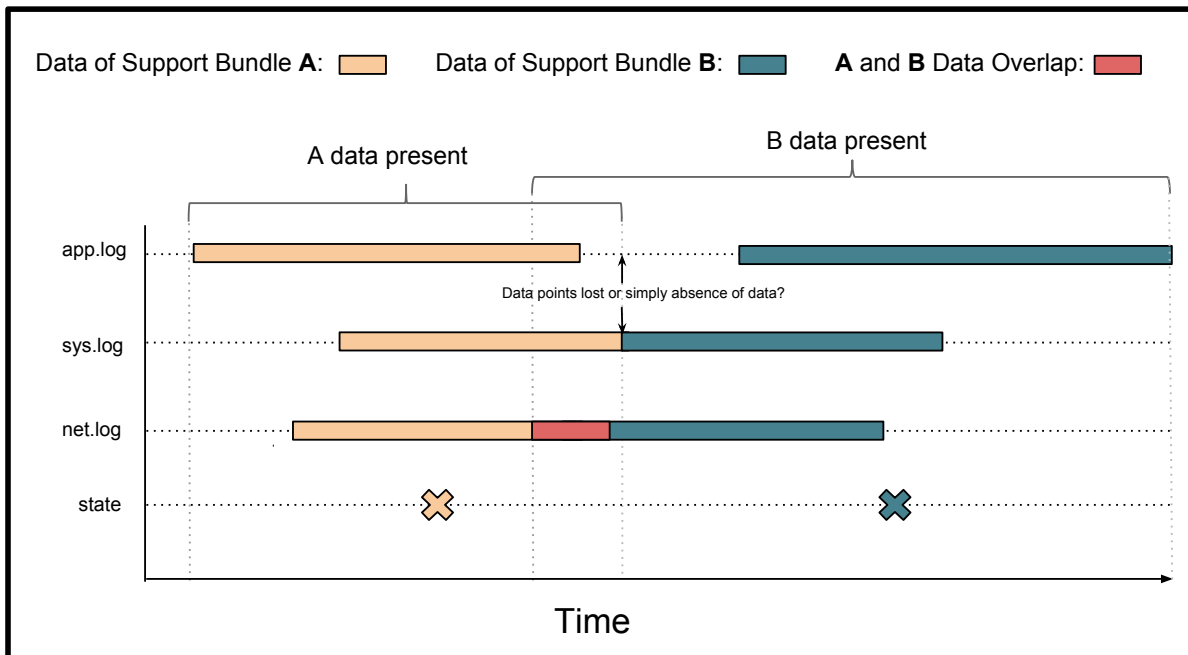 Data of Support Bundle A: Data of Support Bundle B: A and B Data Overlap:
A data present
B data present
app.log
Data points lost or simply absence of data?
sys.log
net.log
state
Time